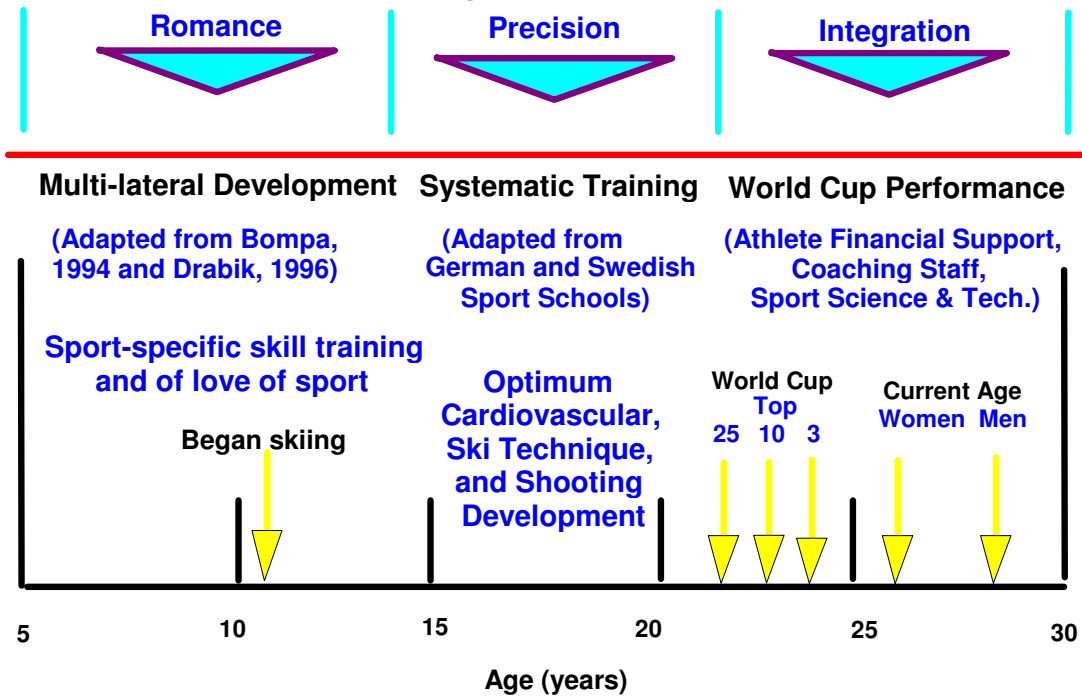 Romance
Precision
Integration
Multi-lateral Development
Systematic Training
World Cup Performance
(Adapted from Bompa,
1994 and Drabik, 1996)
(Adapted from
German and Swedish
Sport Schools)
(Athlete Financial Support,
Coaching Staff,
Sport Science & Tech.)
Sport-specific skill training
and of love of sport
Began skiing
Optimum
Cardiovascular,
Ski Technique,
and Shooting
Development
World Cup
Top
25 10 3
Current Age
Women Men
5 10 15 20 25 30
Age (years)